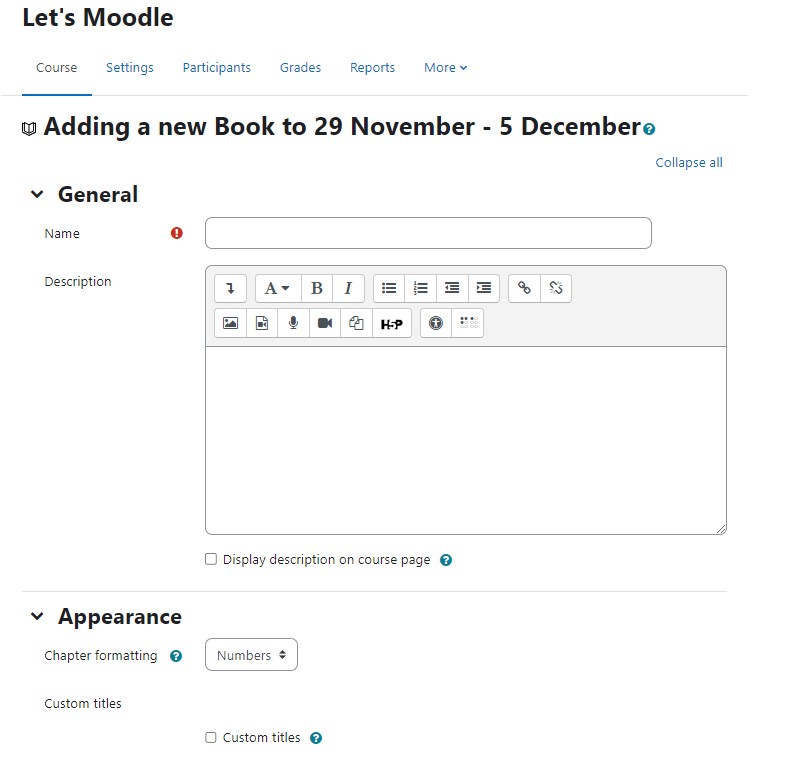 Let's Moodle
Course Settings Participants Grades Reports More
Adding a new Book to 29 November - 5 December
Collapse all
General
Name
Description
A B I
H5P
Display description on course page
Appearance
Chapter formatting Numbers
Custom titles
Custom titles